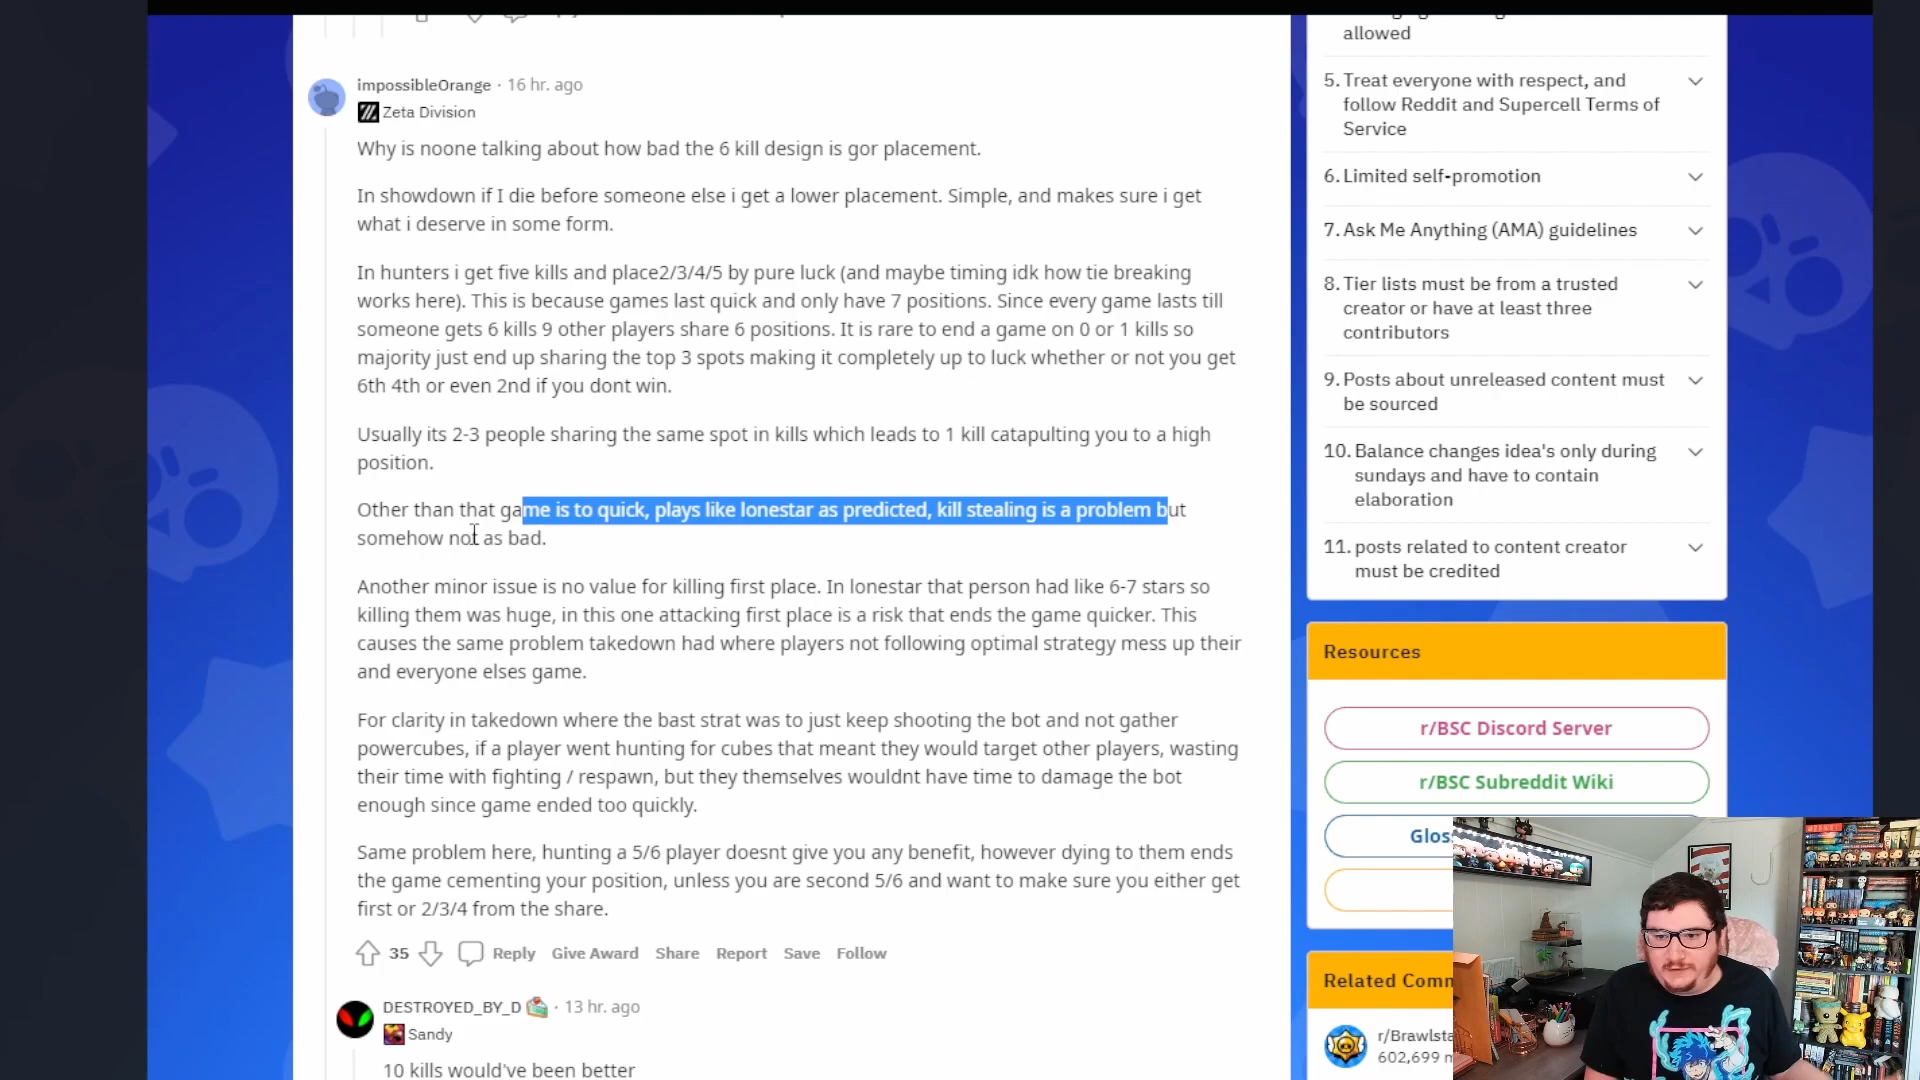 impossibleOrange · 16 hr. ago
Zeta Division
Why is noone talking about how bad the 6 kill design is gor placement.
In showdown if I die before someone else i get a lower placement. Simple, and makes sure i get
what i deserve in some form.
In hunters i get five kills and place2/3/4/5 by pure luck (and maybe timing idk how tie breaking
works here). This is because games last quick and only have 7 positions. Since every game lasts till
someone gets 6 kills 9 other players share 6 positions. It is rare to end a game on 0 or 1 kills so
majority just end up sharing the top 3 spots making it completely up to luck whether or not you get
6th 4th or even 2nd if you dont win.
Usually its 2-3 people sharing the same spot in kills which leads to 1 kill catapulting you to a high
position.
Other than that game is to quick, plays like lonestar as predicted, kill stealing is a problem but
somehow not as bad.
Another minor issue is no value for killing first place. In lonestar that person had like 6-7 stars so
killing them was huge, in this one attacking first place is a risk that ends the game quicker. This
causes the same problem takedown had where players not following optimal strategy mess up their
and everyone elses game.
For clarity in takedown where the bast strat was to just keep shooting the bot and not gather
powercubes, if a player went hunting for cubes that meant they would target other players, wasting
their time with fighting / respawn, but they themselves wouldnt have time to damage the bot
enough since game ended too quickly.
Same problem here, hunting a 5/6 player doesnt give you any benefit, however dying to them ends
the game cementing your position, unless you are second 5/6 and want to make sure you either get
first or 2/3/4 from the share.
35 Reply Give Award Share Report Save Follow
DESTROYED_BY_D · 13 hr. ago
Sandy
10 kills would've been better
allowed
5. Treat everyone with respect, and
follow Reddit and Supercell Terms of
Service
6. Limited self-promotion
7. Ask Me Anything (AMA) guidelines
8. Tier lists must be from a trusted
creator or have at least three
contributors
9. Posts about unreleased content must
be sourced
10. Balance changes idea's only during
sundays and have to contain
elaboration
11. posts related to content creator
must be credited
Resources
r/BSC Discord Server
r/BSC Subreddit Wiki
Glos
Related Comm
r/Brawlsta
602,699 m